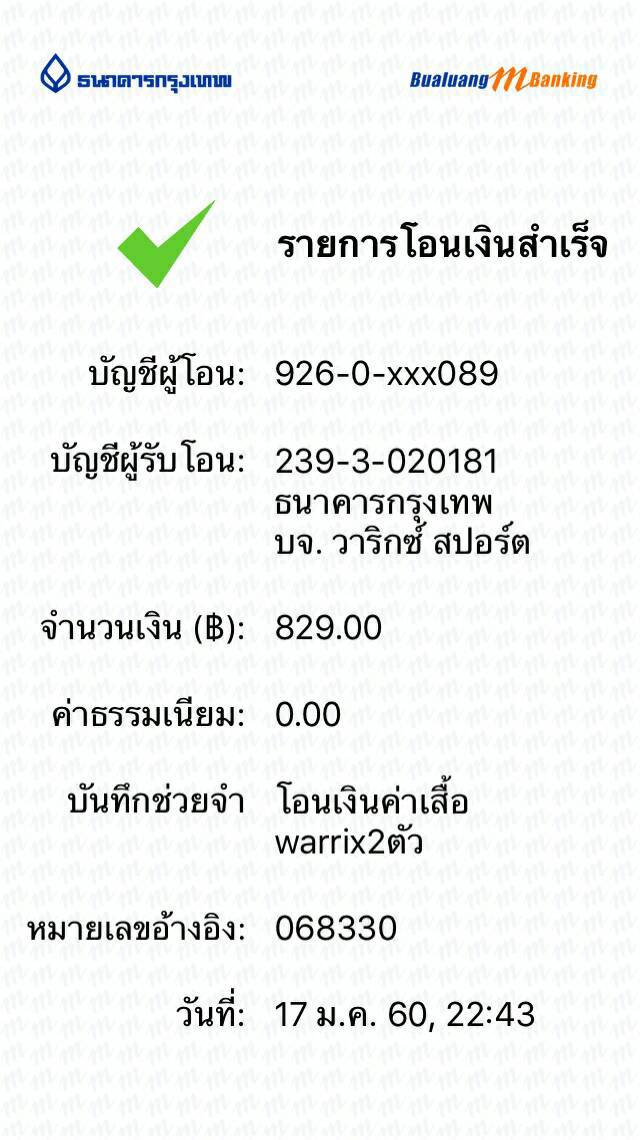 ธนาคารกรุงเทพ Bualuang mBanking
รายการโอนเงินสำเร็จ
บัญชีผู้โอน: 926-0-xxx089
บัญชีผู้รับโอน: 239-3-020181
ธนาคารกรุงเทพ
บจ. วาริกซ์ สปอร์ต
จำนวนเงิน (฿): 829.00
ค่าธรรมเนียม: 0.00
บันทึกช่วยจำ โอนเงินค่าเสื้อ
warrix2ตัว
หมายเลขอ้างอิง: 068330
วันที่: 17 ม.ค. 60, 22:43